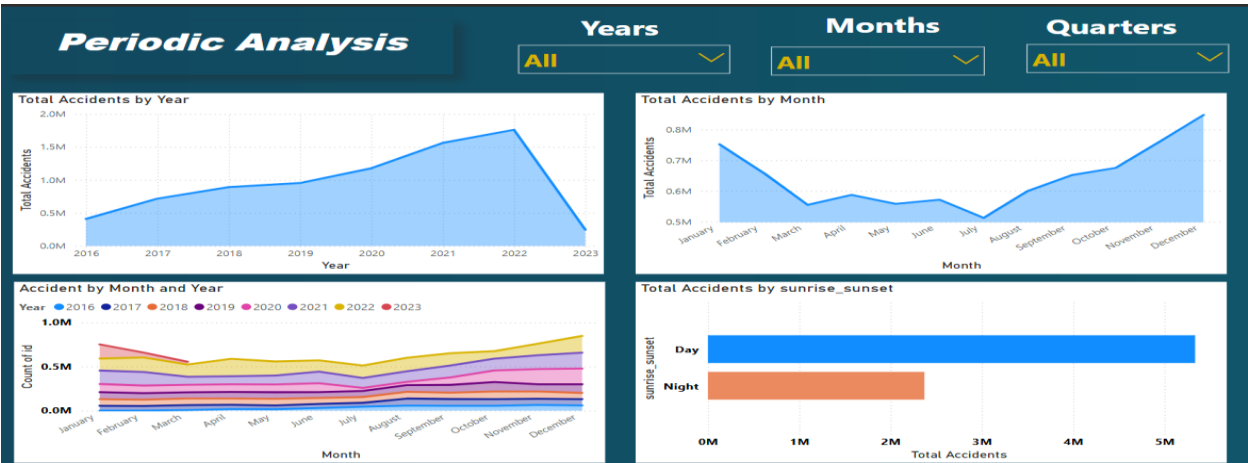 Periodic Analysis
Years
Months
Quarters
All
All
All
Total Accidents by Year
2.0M
1.5M
1.0M
0.5M
0.0M
Total Accidents
2016 2017 2018 2019 2020 2021 2022 2023
Year
Total Accidents by Month
0.8M
0.7M
0.6M
0.5M
Total Accidents
January February March April May June July August September October November December
Month
Accident by Month and Year
Year 2016 2017 2018 2019 2020 2021 2022 2023
1.0M
0.5M
0.0M
Count of id
January February March April May June July August September October November December
Month
Total Accidents by sunrise_sunset
sunrise_sunset
Day
Night
0M 1M 2M 3M 4M 5M
Total Accidents